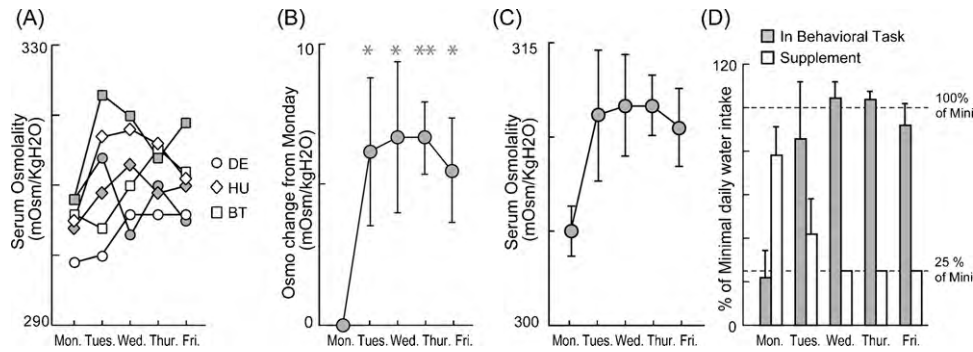 (A)
330
Serum Osmolality
(mOsm/KgH2O)
290
Mon. Tues. Wed. Thur. Fri.
DE
HU
BT
(B)
10
Osmo change from Monday
(mOsm/kgH2O)
0
* * ** *
Mon. Tues. Wed. Thur. Fri.
(C)
315
Serum Osmolality
(mOsm/KgH2O)
300
Mon. Tues. Wed. Thur. Fri.
(D)
In Behavioral Task
Supplement
120
% of Minimal daily water intake
0
100%
of Mini
25 %
of Mini
Mon. Tues. Wed. Thur. Fri.